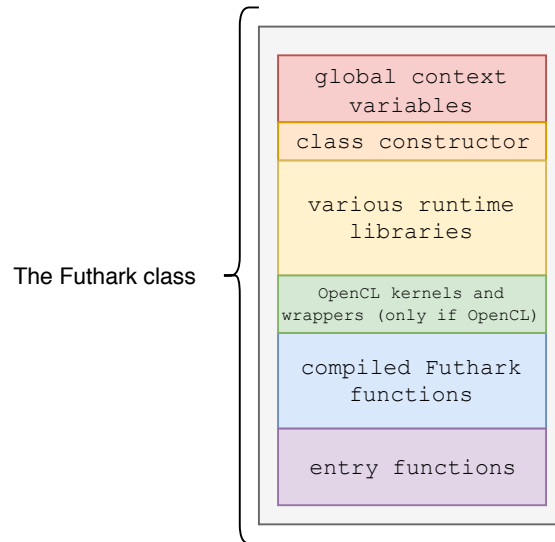 global context
variables
class constructor
various runtime
libraries
The Futhark class
OpenCL kernels and
wrappers (only if OpenCL)
compiled Futhark
functions
entry functions